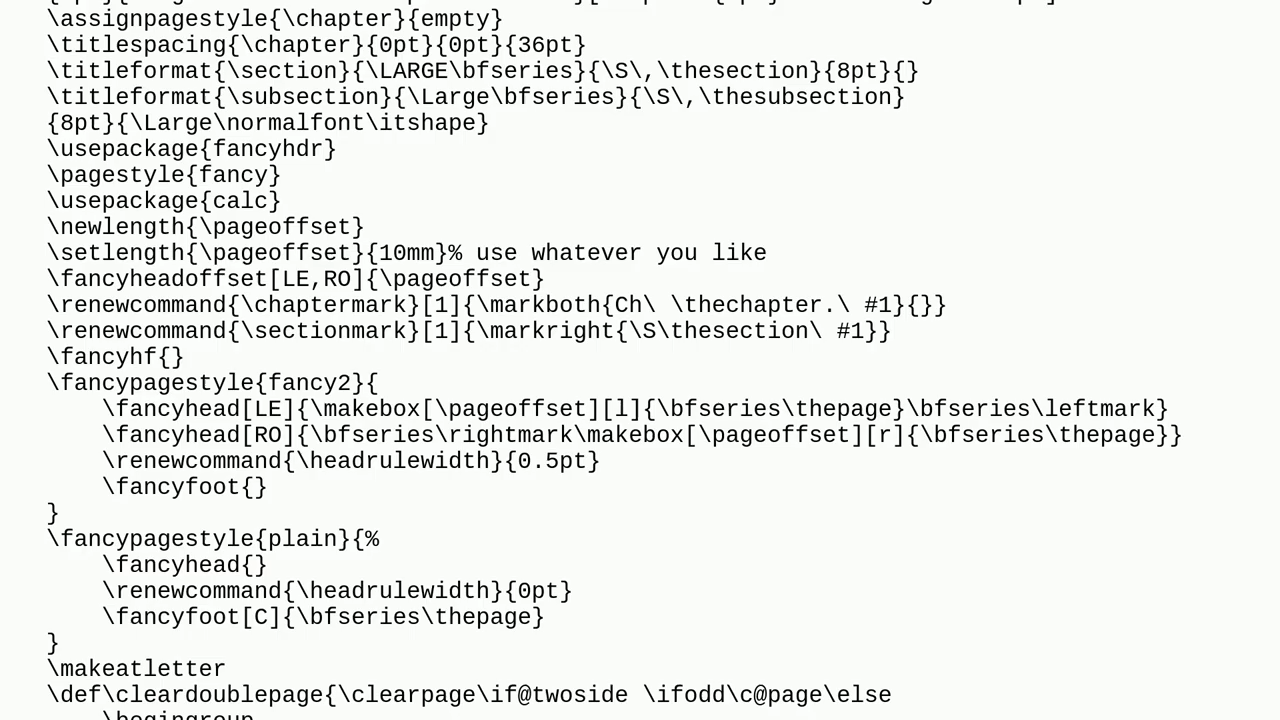 \assignpagestyle{\chapter}{empty}
\titlespacing{\chapter}{0pt}{0pt}{36pt}
\titleformat{\section}{\LARGE\bfseries}{\S\,\thesection}{8pt}{}
\titleformat{\subsection}{\Large\bfseries}{\S\,\thesubsection}
{8pt}{\Large\normalfont\itshape}
\usepackage{fancyhdr}
\pagestyle{fancy}
\usepackage{calc}
\newlength{\pageoffset}
\setlength{\pageoffset}{10mm}% use whatever you like
\fancyheadoffset[LE,RO]{\pageoffset}
\renewcommand{\chaptermark}[1]{\markboth{Ch\ \thechapter.\ #1}{}}
\renewcommand{\sectionmark}[1]{\markright{\S\thesection\ #1}}
\fancyhf{}
\fancypagestyle{fancy2}{
    \fancyhead[LE]{\makebox[\pageoffset][l]{\bfseries\thepage}\bfseries\leftmark}
    \fancyhead[RO]{\bfseries\rightmark\makebox[\pageoffset][r]{\bfseries\thepage}}
    \renewcommand{\headrulewidth}{0.5pt}
    \fancyfoot{}
}
\fancypagestyle{plain}{%
    \fancyhead{}
    \renewcommand{\headrulewidth}{0pt}
    \fancyfoot[C]{\bfseries\thepage}
}
\makeatletter
\def\cleardoublepage{\clearpage\if@twoside \ifodd\c@page\else
    \begingroup